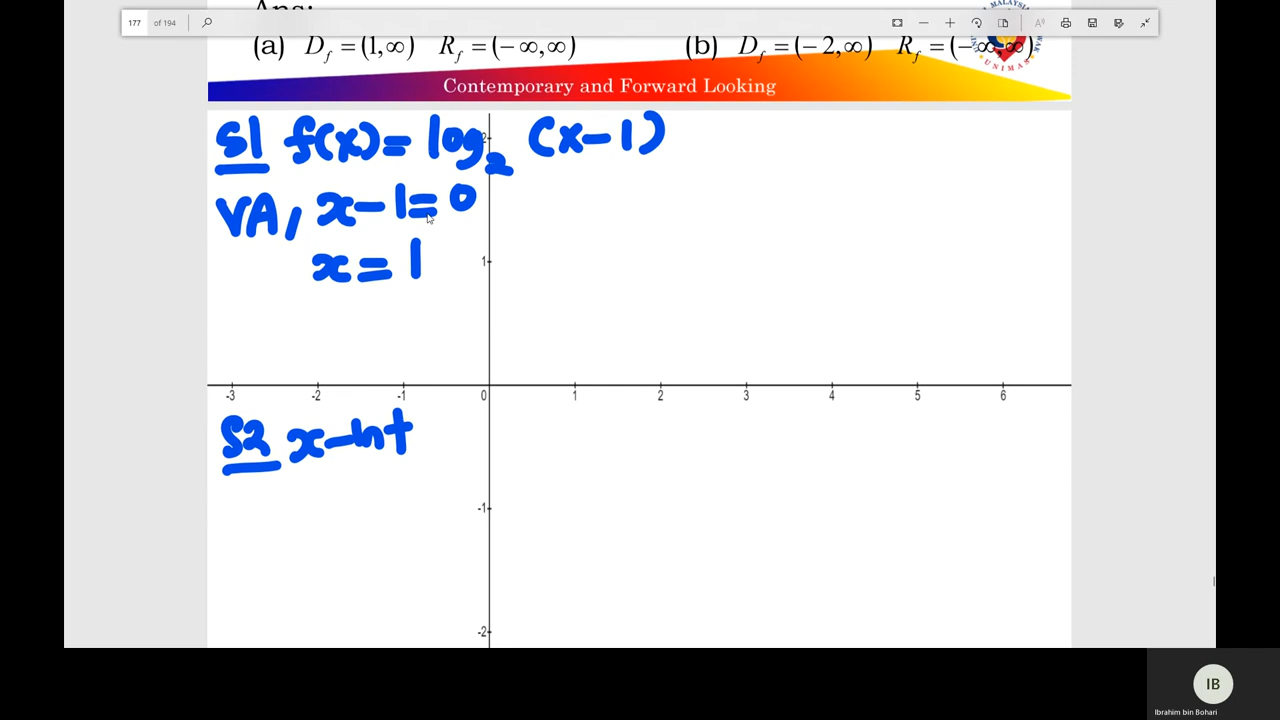 177 of 194
Ans:
(a) D_f = (1,∞) R_f = (−∞,∞) (b) D_f = (−2,∞) R_f = (−∞,∞)
UNIMAS
Contemporary and Forward Looking
S1 f(x) = log₂ (x−1)
VA, x−1=0
x = 1
2
1
-3 -2 -1 0 1 2 3 4 5 6
S2 x−Int
-1
-2
IB
Ibrahim bin Bohari